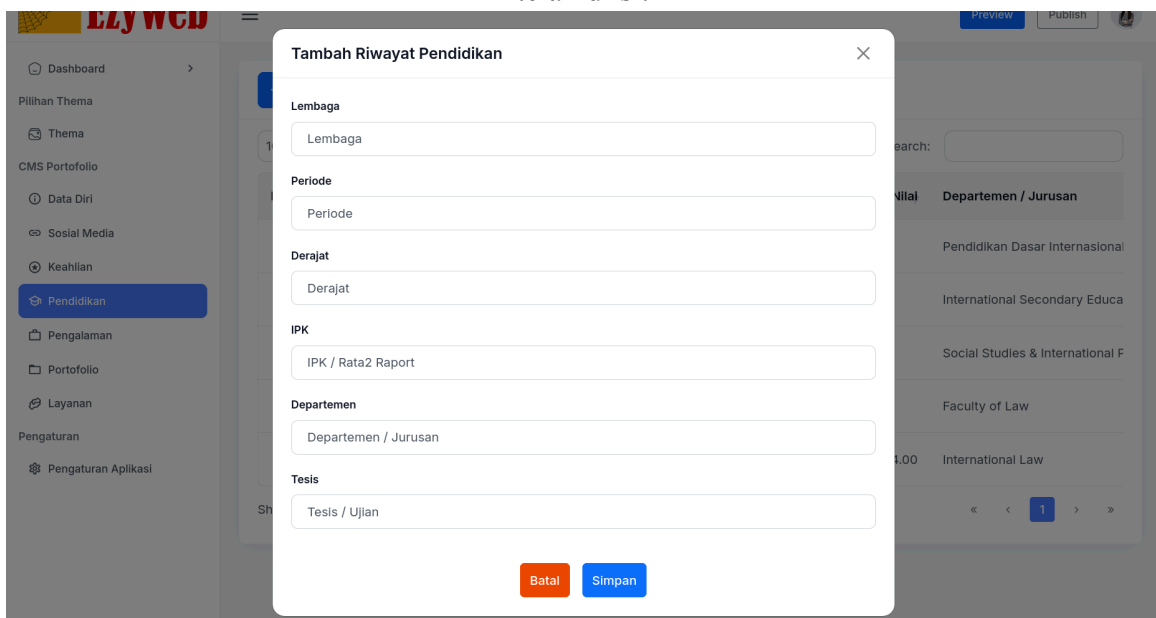 EzyWeb
Preview
Publish
Tambah Riwayat Pendidikan
Dashboard
Pilihan Thema
Thema
CMS Portofolio
Data Diri
Sosial Media
Keahlian
Pendidikan
Pengalaman
Portofolio
Layanan
Pengaturan
Pengaturan Aplikasi
Lembaga
Lembaga
Periode
Periode
Derajat
Derajat
IPK
IPK / Rata2 Raport
Departemen
Departemen / Jurusan
Tesis
Tesis / Ujian
Batal Simpan
earch:
Nilai Departemen / Jurusan
Pendidikan Dasar Internasional
International Secondary Educa
Social Studies & International
Faculty of Law
4.00 International Law
Sh
« ‹ 1 › »